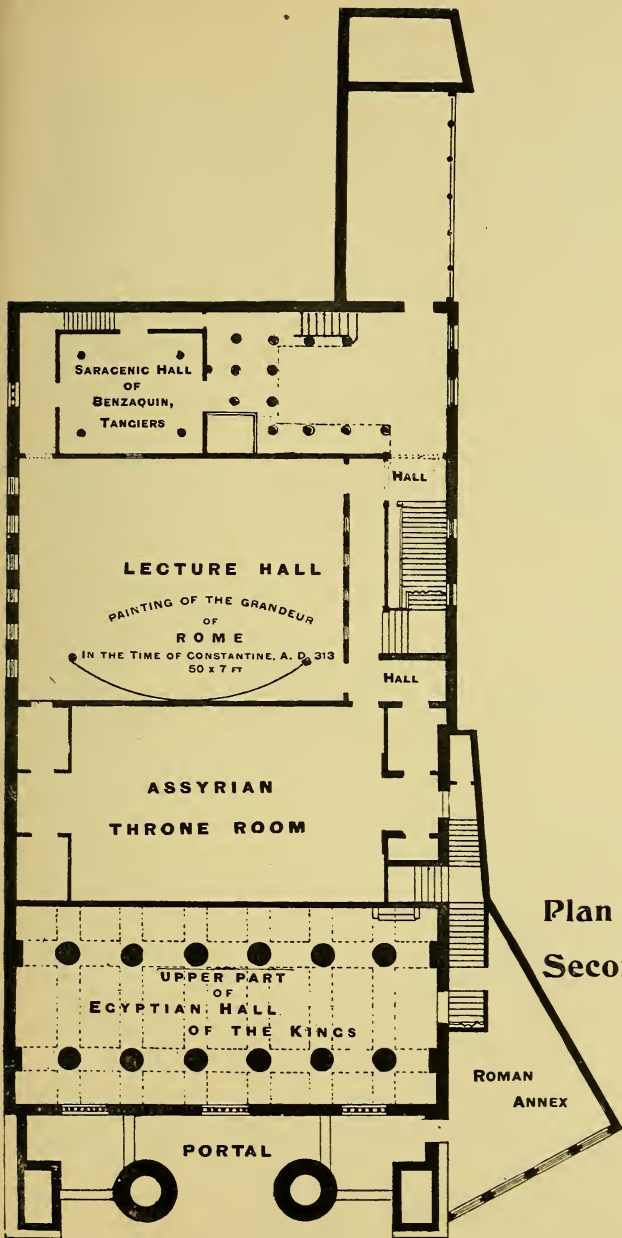 SARACENIC HALL
OF
BENZAQUIN,
TANGIERS
HALL
LECTURE HALL
PAINTING OF THE GRANDEUR
OF
ROME
IN THE TIME OF CONSTANTINE, A. D. 313
50 X 7 FT
HALL
ASSYRIAN
THRONE ROOM
Plan
Seco
UPPER PART
OF
EGYPTIAN HALL
OF THE KINGS
ROMAN
ANNEX
PORTAL